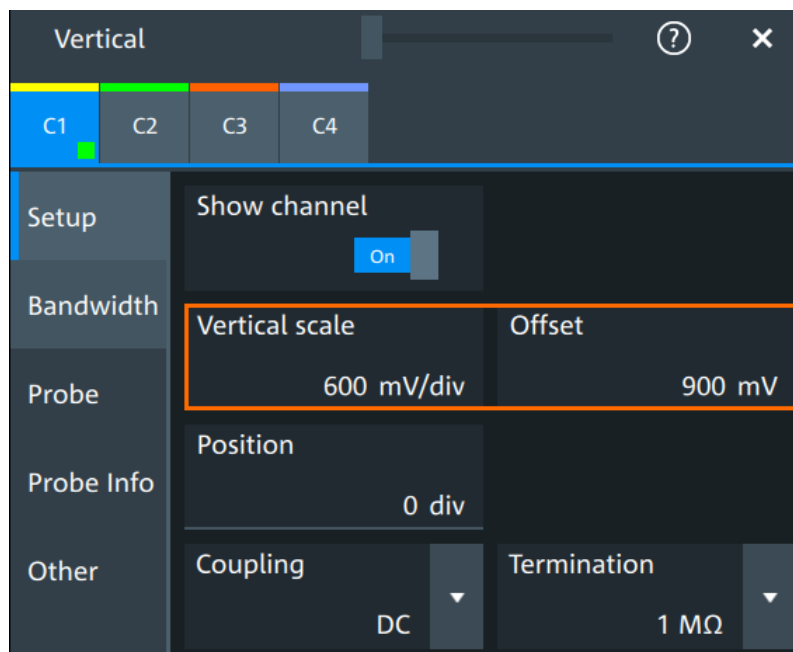 Vertical ? ×
C1 C2 C3 C4
Setup
Show channel
On
Bandwidth
Vertical scale Offset
600 mV/div 900 mV
Probe
Position
Probe Info
0 div
Other
Coupling Termination
DC 1 MΩ